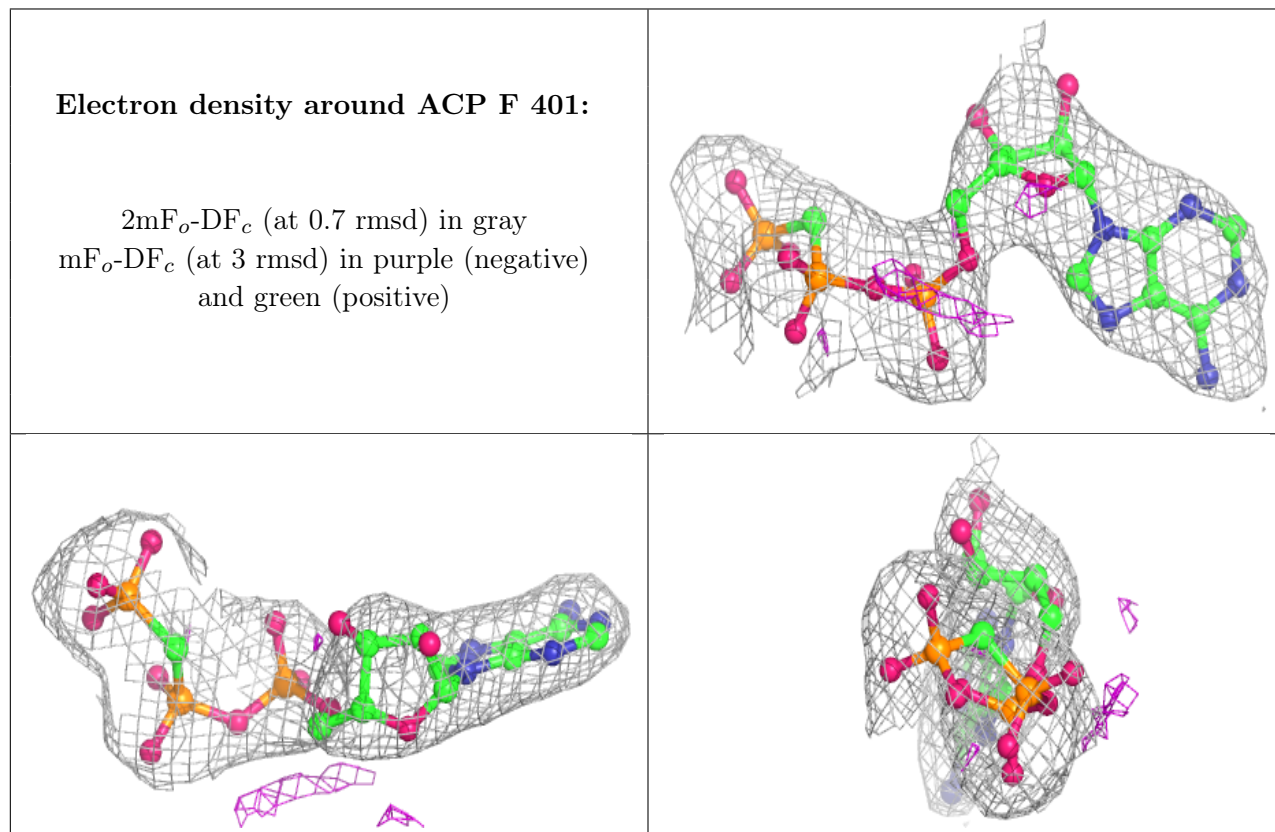 Electron density around ACP F 401:
2mFₒ-DF𝒸 (at 0.7 rmsd) in gray
mFₒ-DF𝒸 (at 3 rmsd) in purple (negative)
and green (positive)